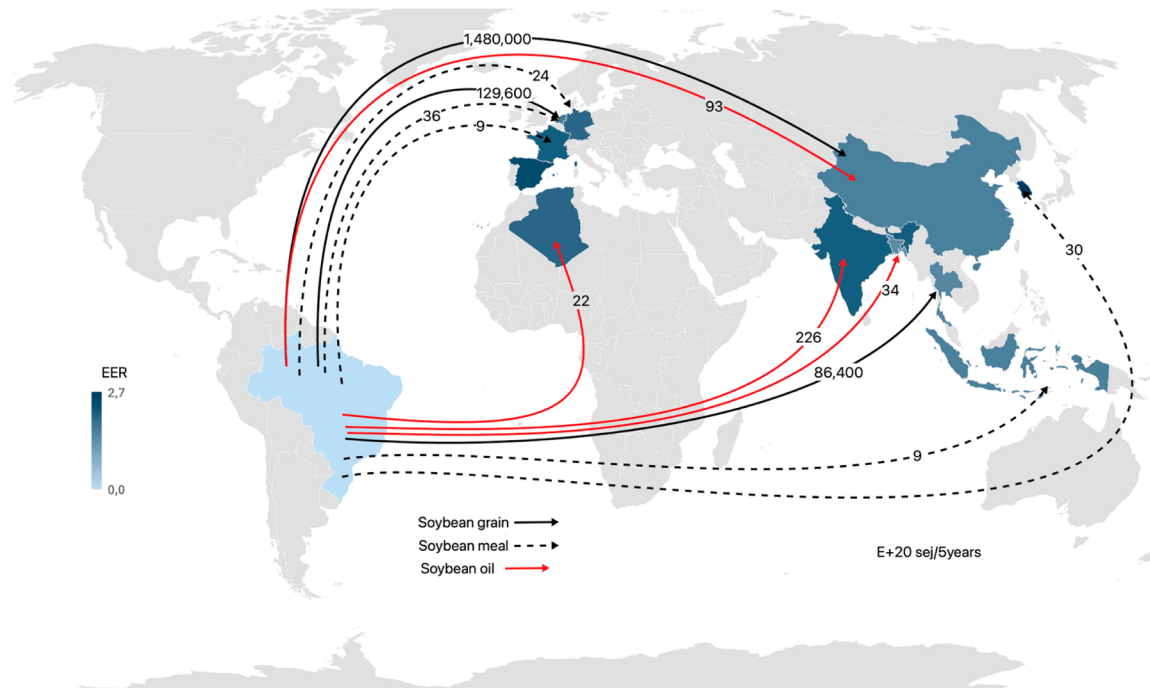 1,480,000
24
129,600
93
36
9
30
22
34
226
86,400
EER
2,7
0,0
9
Soybean grain
Soybean meal
E+20 sej/5years
Soybean oil